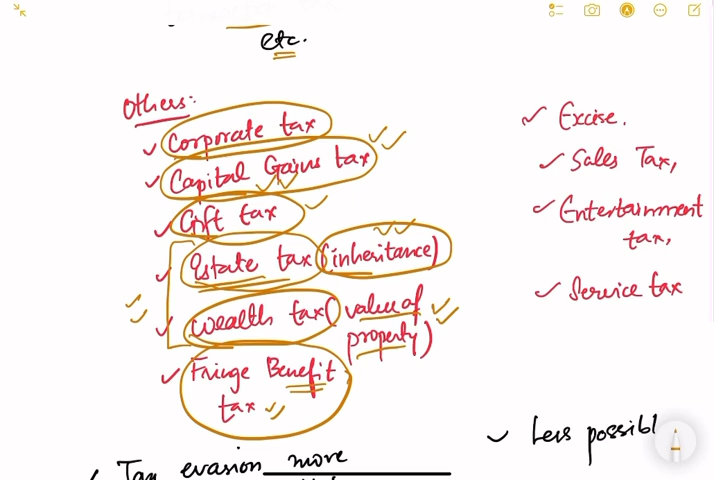 etc.
Others:
Corporate tax
Capital Gains tax
Gift tax
Estate tax (inheritance)
Wealth tax (value of
property)
Fringe Benefit
tax
Excise.
Sales Tax,
Entertainment
tax,
Service tax
Less possibl
Tax evasion more